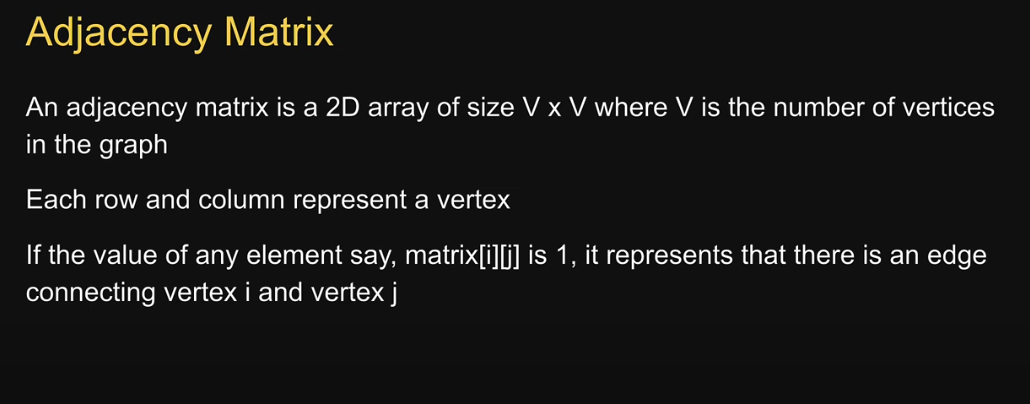 Adjacency Matrix
An adjacency matrix is a 2D array of size V x V where V is the number of vertices
in the graph
Each row and column represent a vertex
If the value of any element say, matrix[i][j] is 1, it represents that there is an edge
connecting vertex i and vertex j